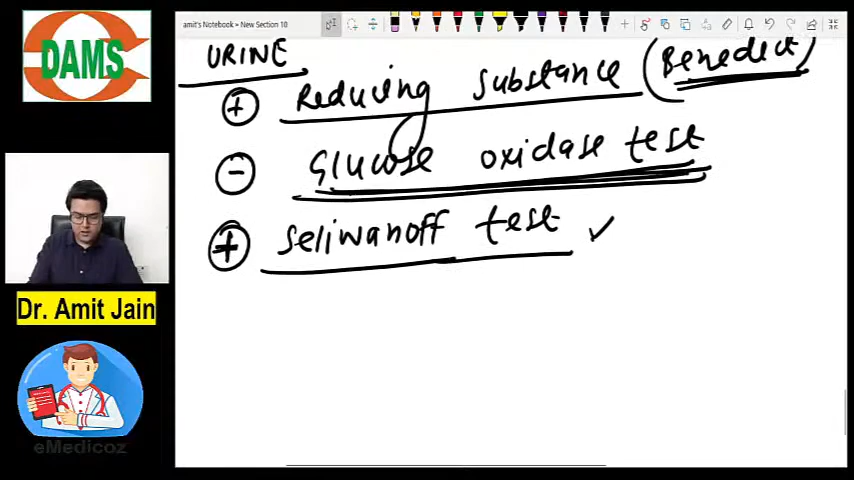 amit's Notebook > New Section 10
DAMS
URINE
+ Reducing substance (Benedict)
− Glucose oxidase test
+ Seliwanoff test ✓
Dr. Amit Jain
eMedicoz